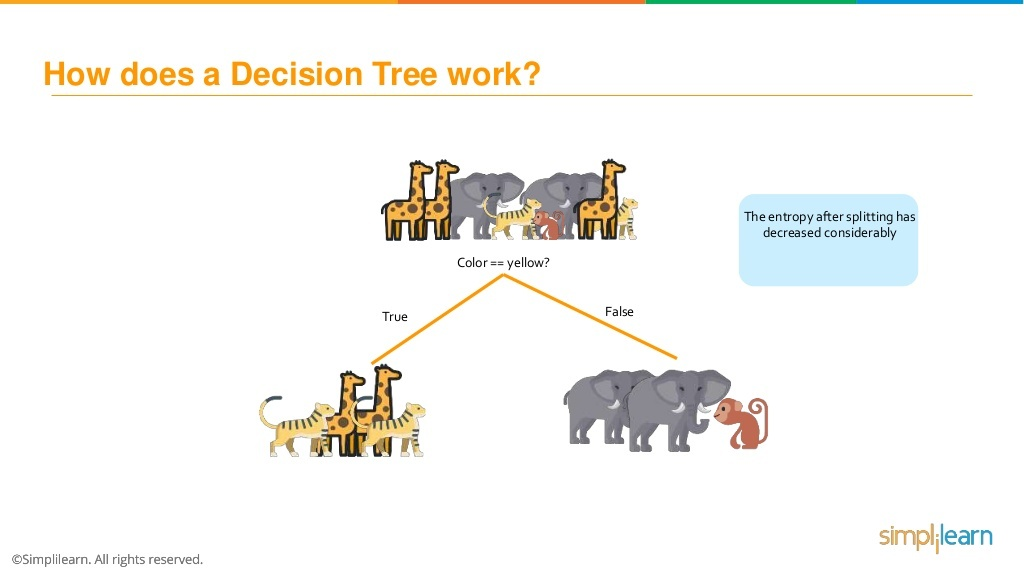 How does a Decision Tree work?
The entropy after splitting has
decreased considerably
Color == yellow?
True
False
simplilearn
©Simplilearn. All rights reserved.